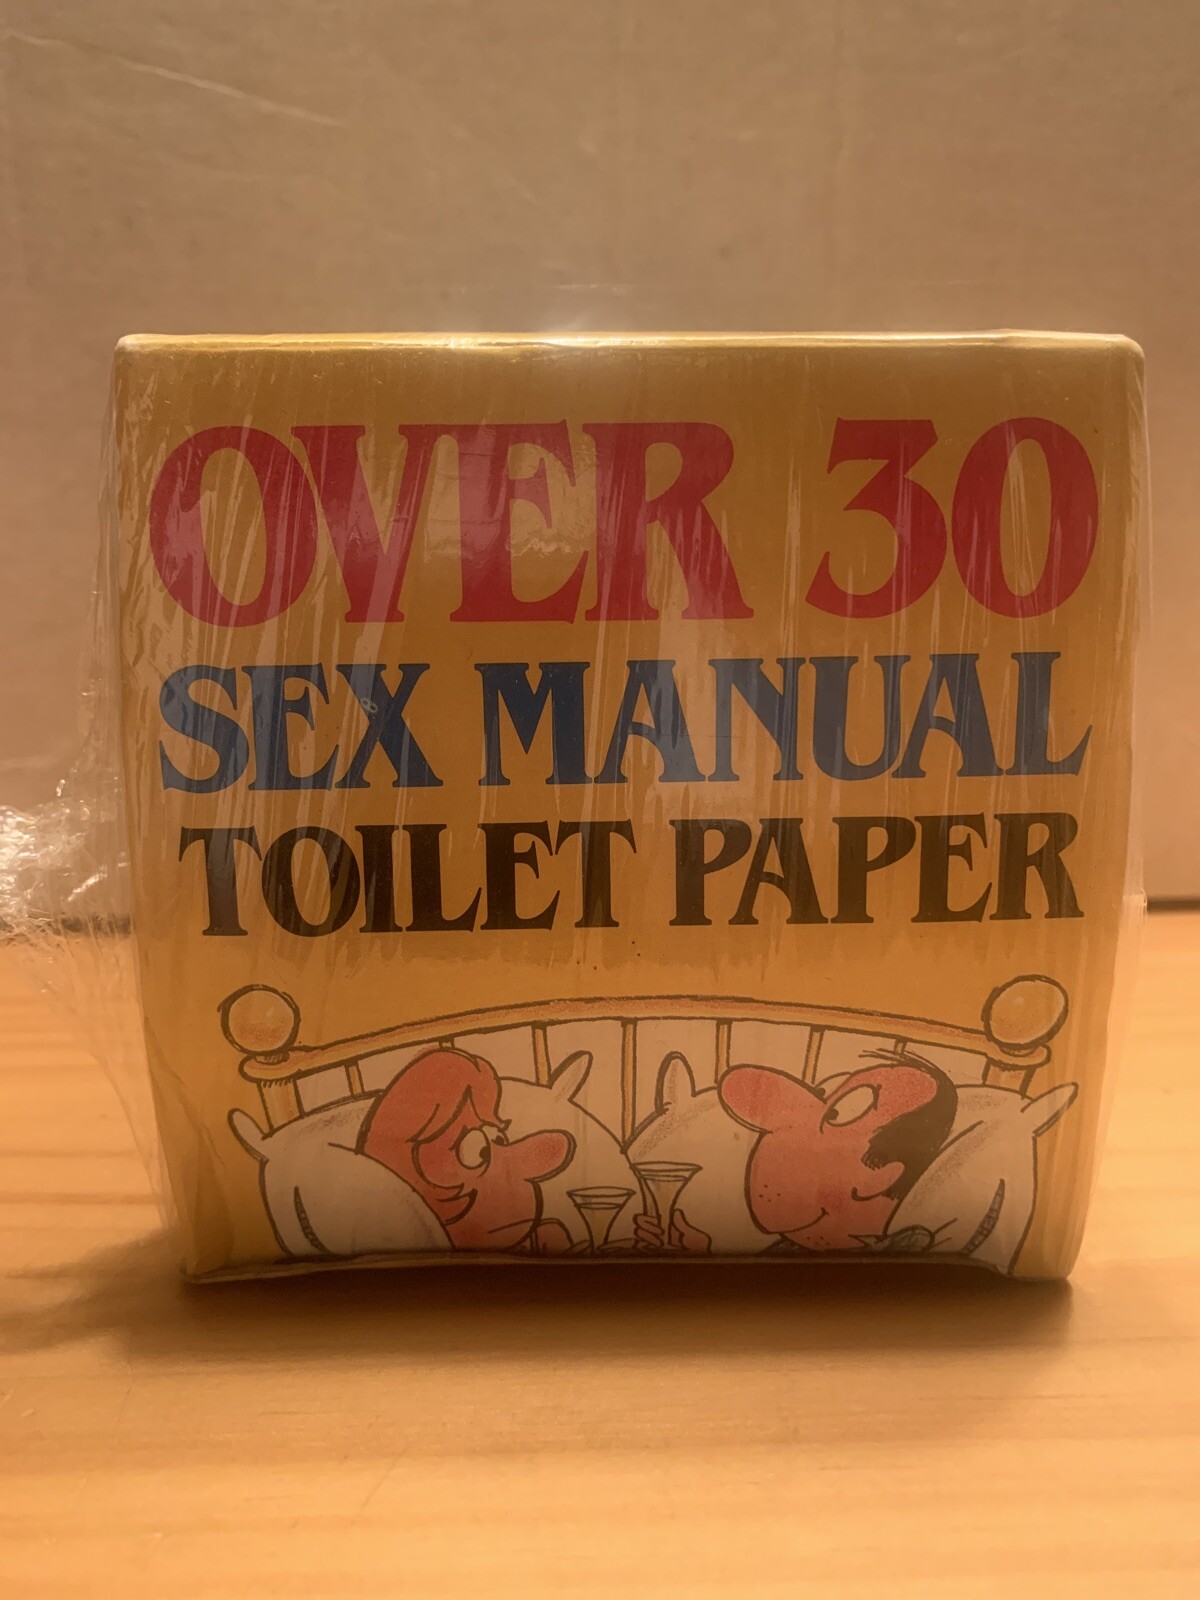 OVER 30
SEX MANUAL
TOILET PAPER